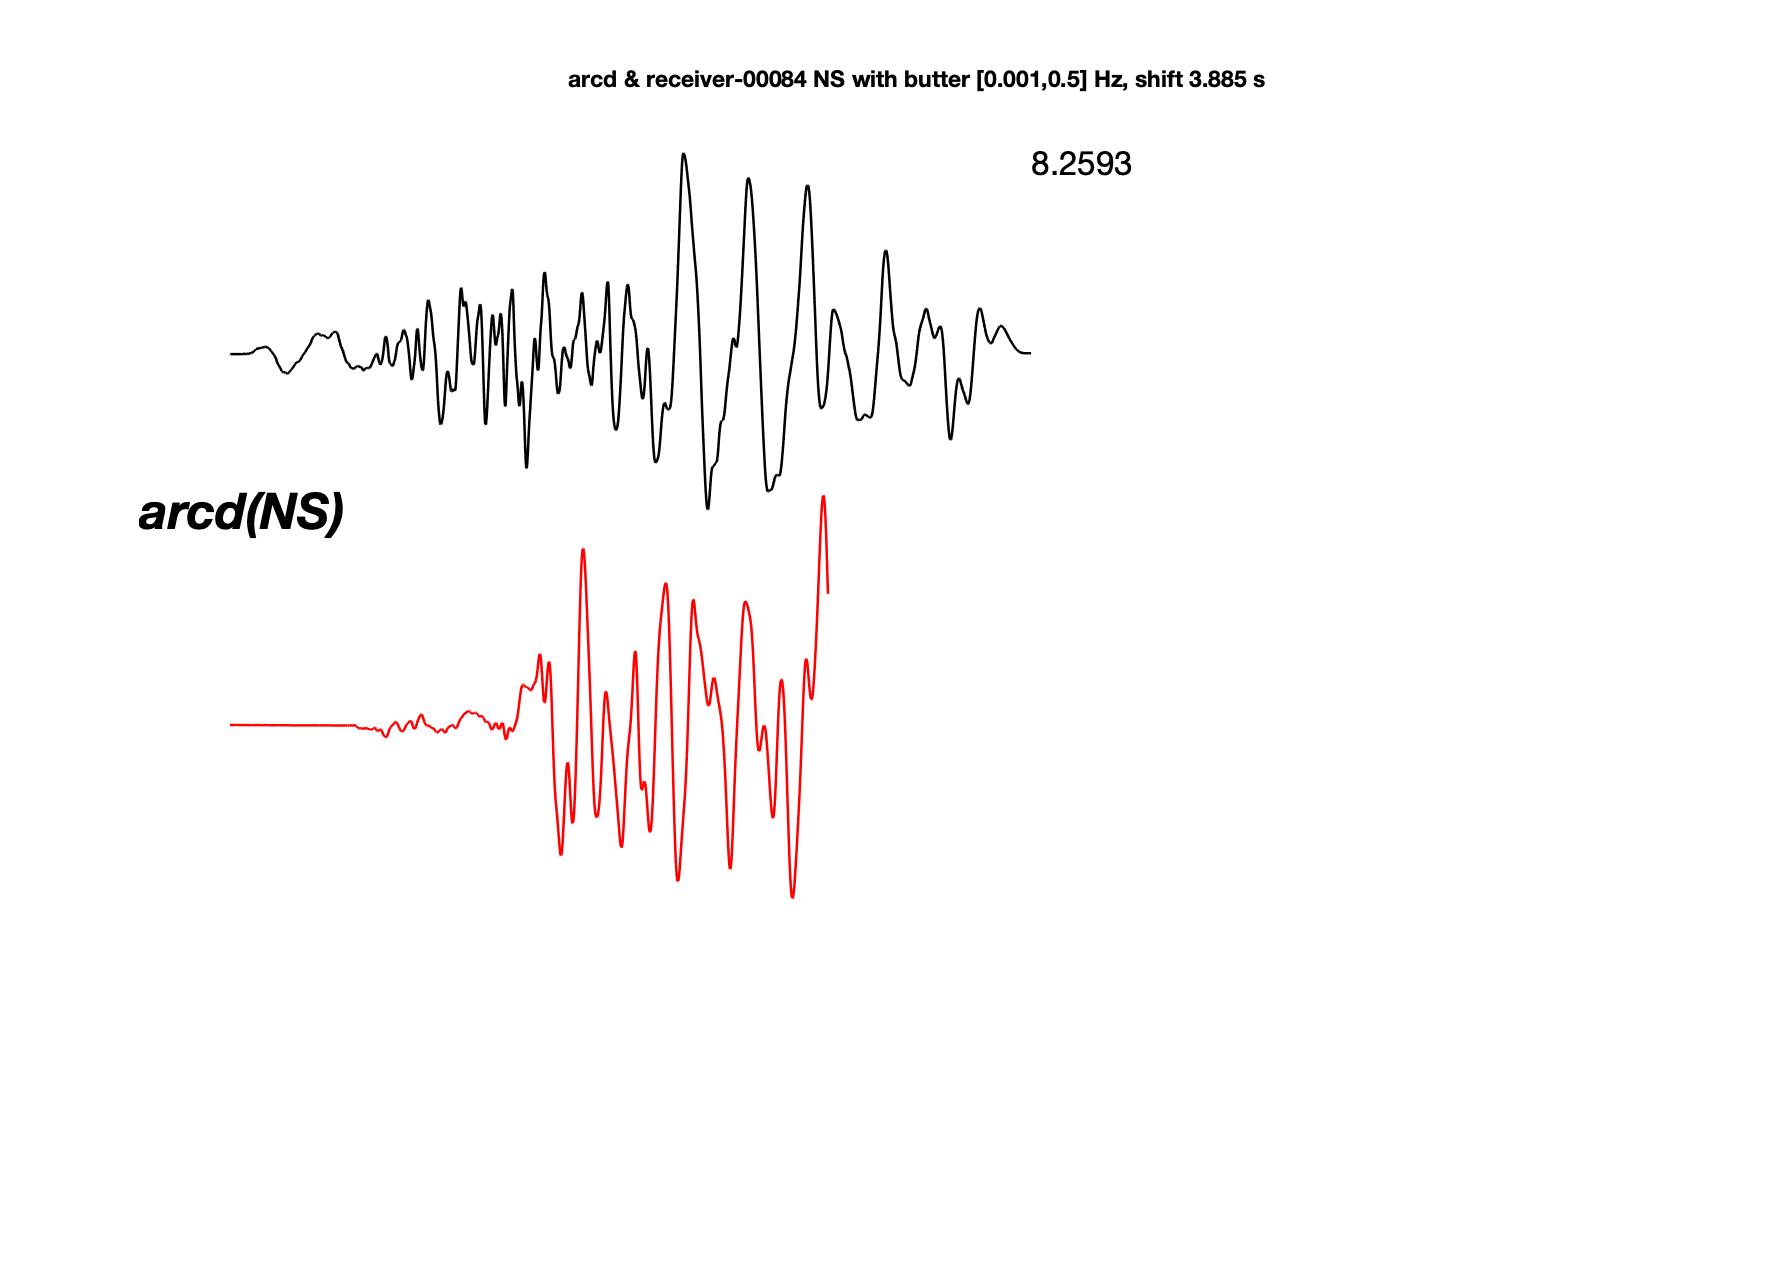 arcd & receiver-00084 NS with butter [0.001,0.5] Hz, shift 3.885 s
8.2593
arcd(NS)